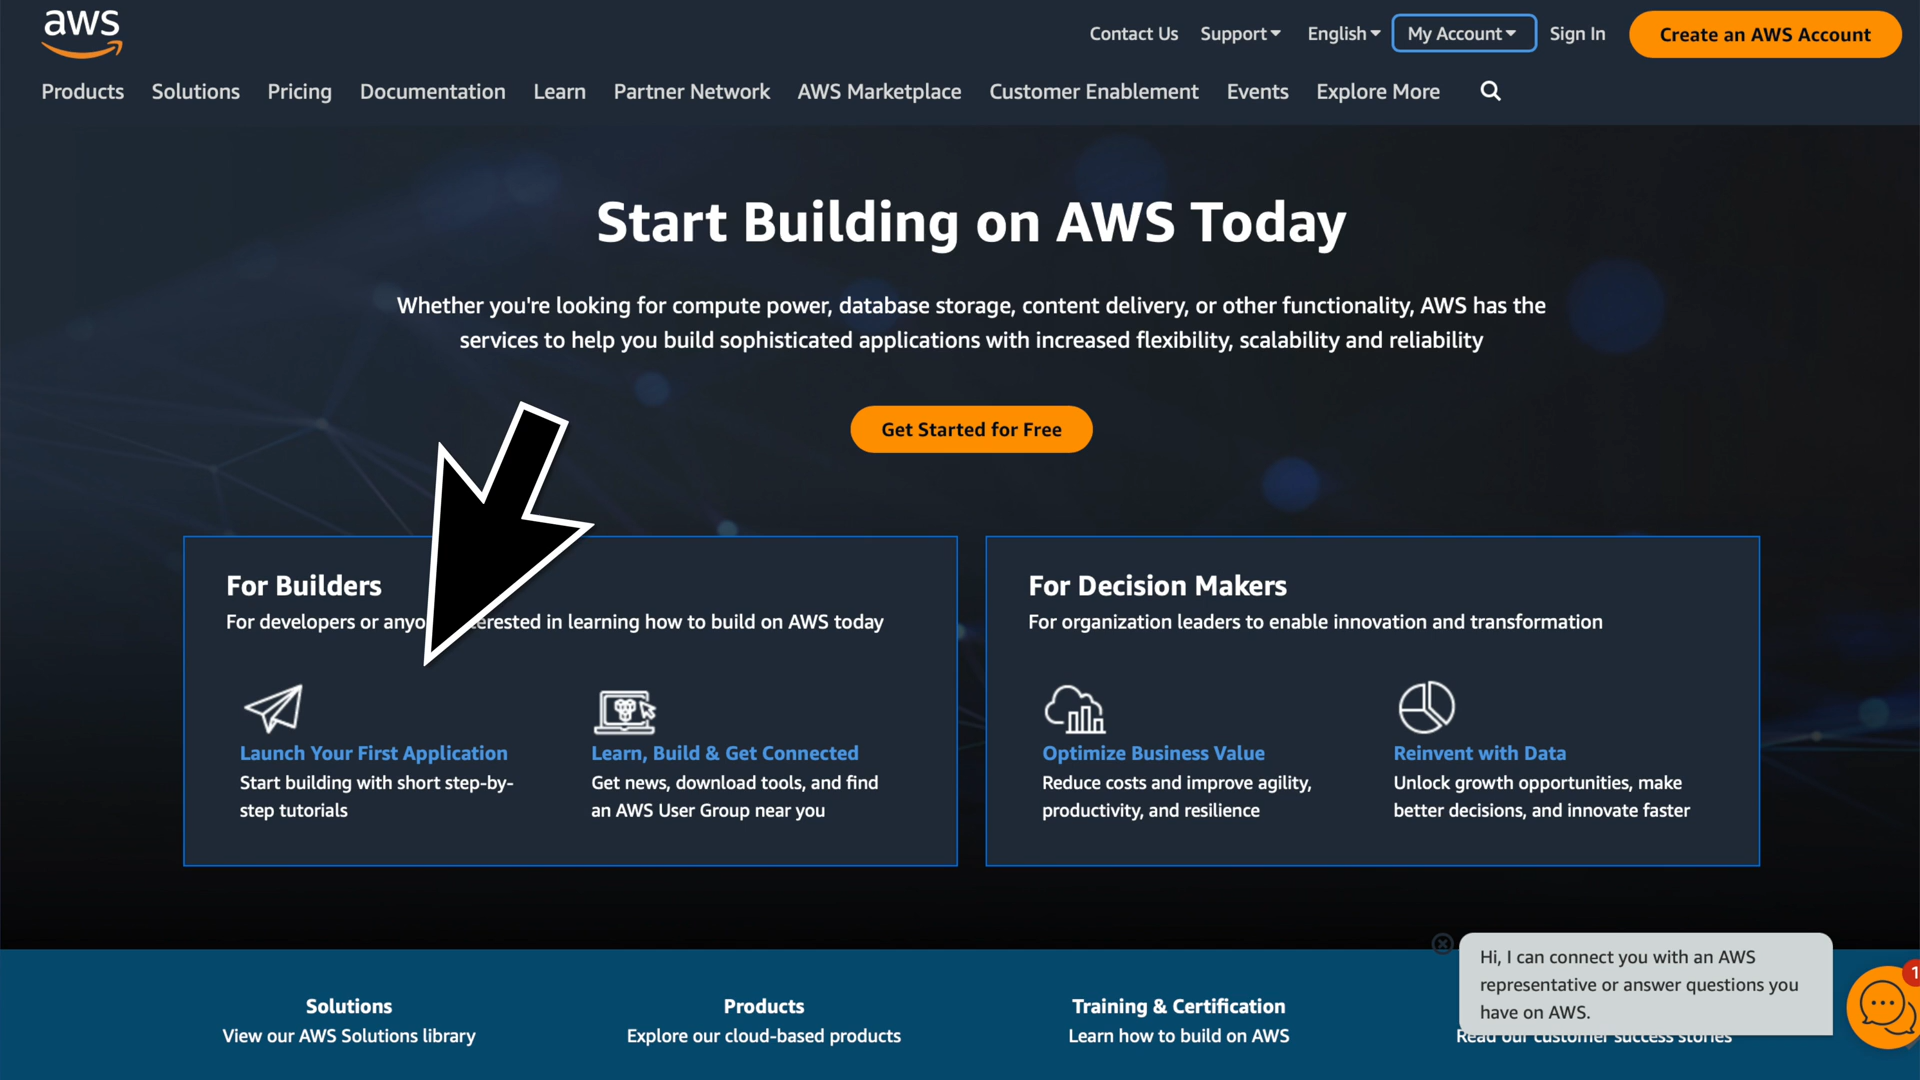 aws
Contact Us Support English My Account Sign In Create an AWS Account
Products Solutions Pricing Documentation Learn Partner Network AWS Marketplace Customer Enablement Events Explore More
Start Building on AWS Today
Whether you're looking for compute power, database storage, content delivery, or other functionality, AWS has the
services to help you build sophisticated applications with increased flexibility, scalability and reliability
Get Started for Free
For Builders
For developers or anyo erested in learning how to build on AWS today
Launch Your First Application
Start building with short step-by-
step tutorials
Learn, Build & Get Connected
Get news, download tools, and find
an AWS User Group near you
For Decision Makers
For organization leaders to enable innovation and transformation
Optimize Business Value
Reduce costs and improve agility,
productivity, and resilience
Reinvent with Data
Unlock growth opportunities, make
better decisions, and innovate faster
Solutions
View our AWS Solutions library
Products
Explore our cloud-based products
Training & Certification
Learn how to build on AWS
Hi, I can connect you with an AWS
representative or answer questions you
have on AWS.
1
Read our customer success stories